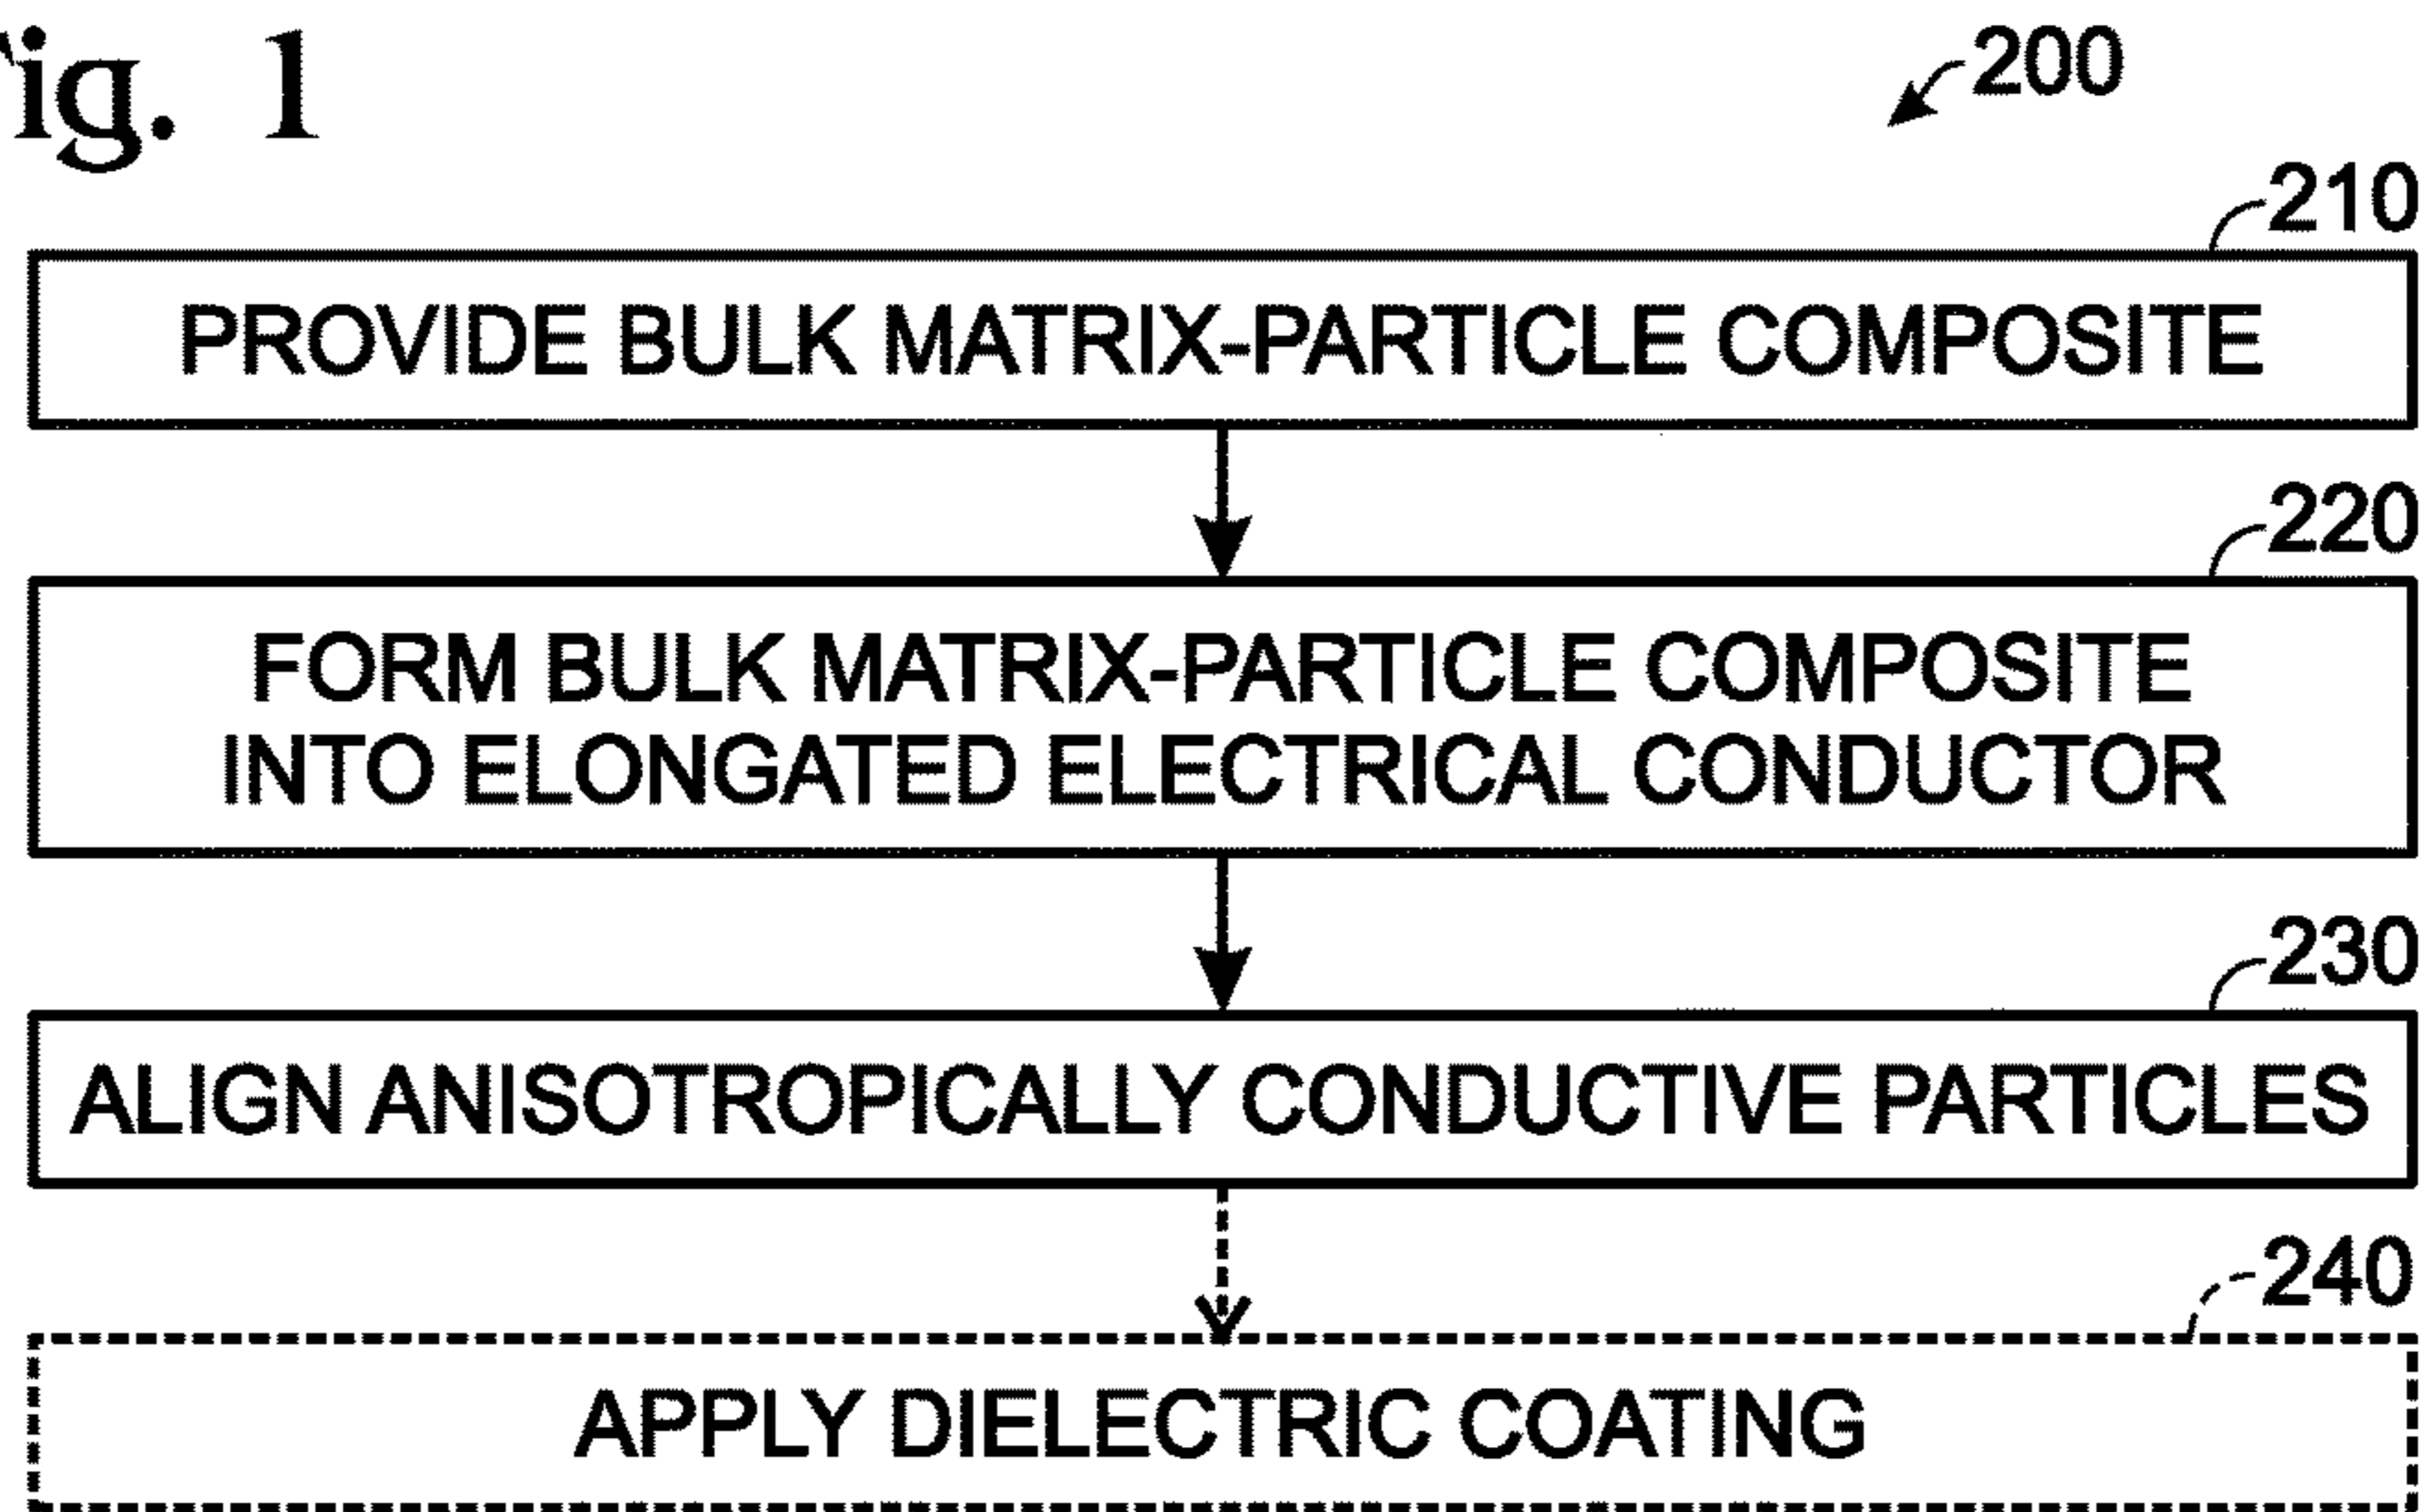 ig. 1
200
210
PROVIDE BULK MATRIX-PARTICLE COMPOSITE
220
FORM BULK MATRIX-PARTICLE COMPOSITE
INTO ELONGATED ELECTRICAL CONDUCTOR
230
ALIGN ANISOTROPICALLY CONDUCTIVE PARTICLES
240
APPLY DIELECTRIC COATING